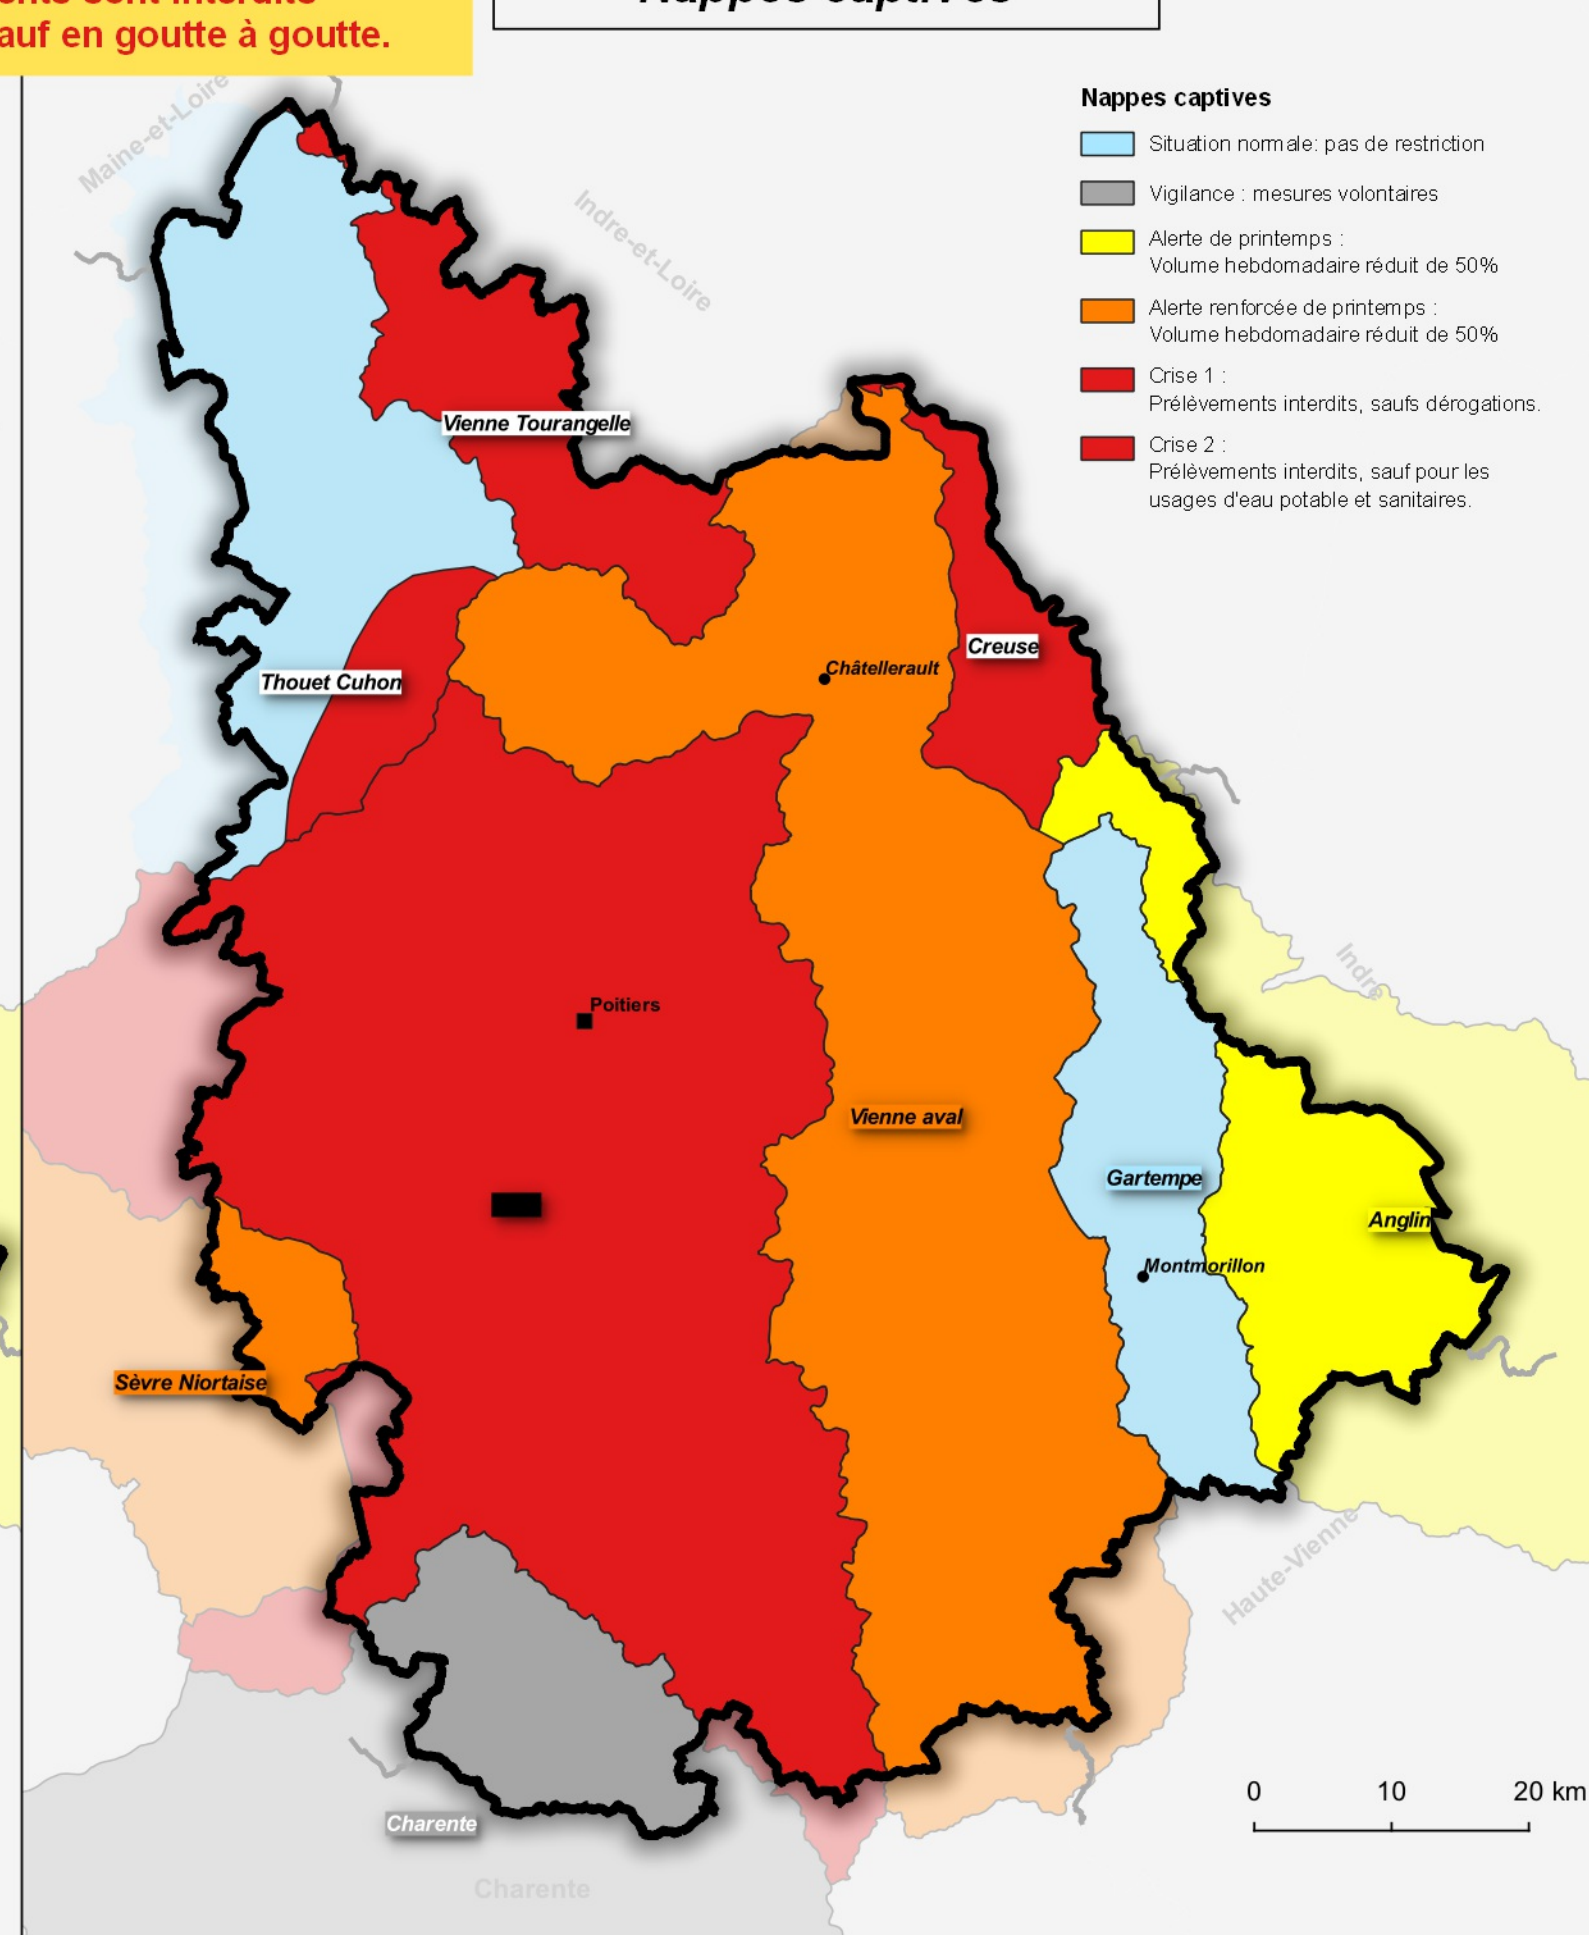 sont interdits
auf en goutte à goutte.
Nappes captives
Nappes captives
Situation normale: pas de restriction
Vigilance : mesures volontaires
Alerte de printemps :
Volume hebdomadaire réduit de 50%
Alerte renforcée de printemps :
Volume hebdomadaire réduit de 50%
Crise 1 :
Prélèvements interdits, saufs dérogations.
Crise 2 :
Prélèvements interdits, sauf pour les
usages d'eau potable et sanitaires.
Maine-et-Loire
Indre-et-Loire
Vienne Tourangelle
Creuse
Châtellerault
Thouet Cuhon
Indre
Poitiers
Vienne aval
Gartempe
Anglin
Montmorillon
Sèvre Niortaise
Haute-Vienne
Charente
Charente
0 10 20 km